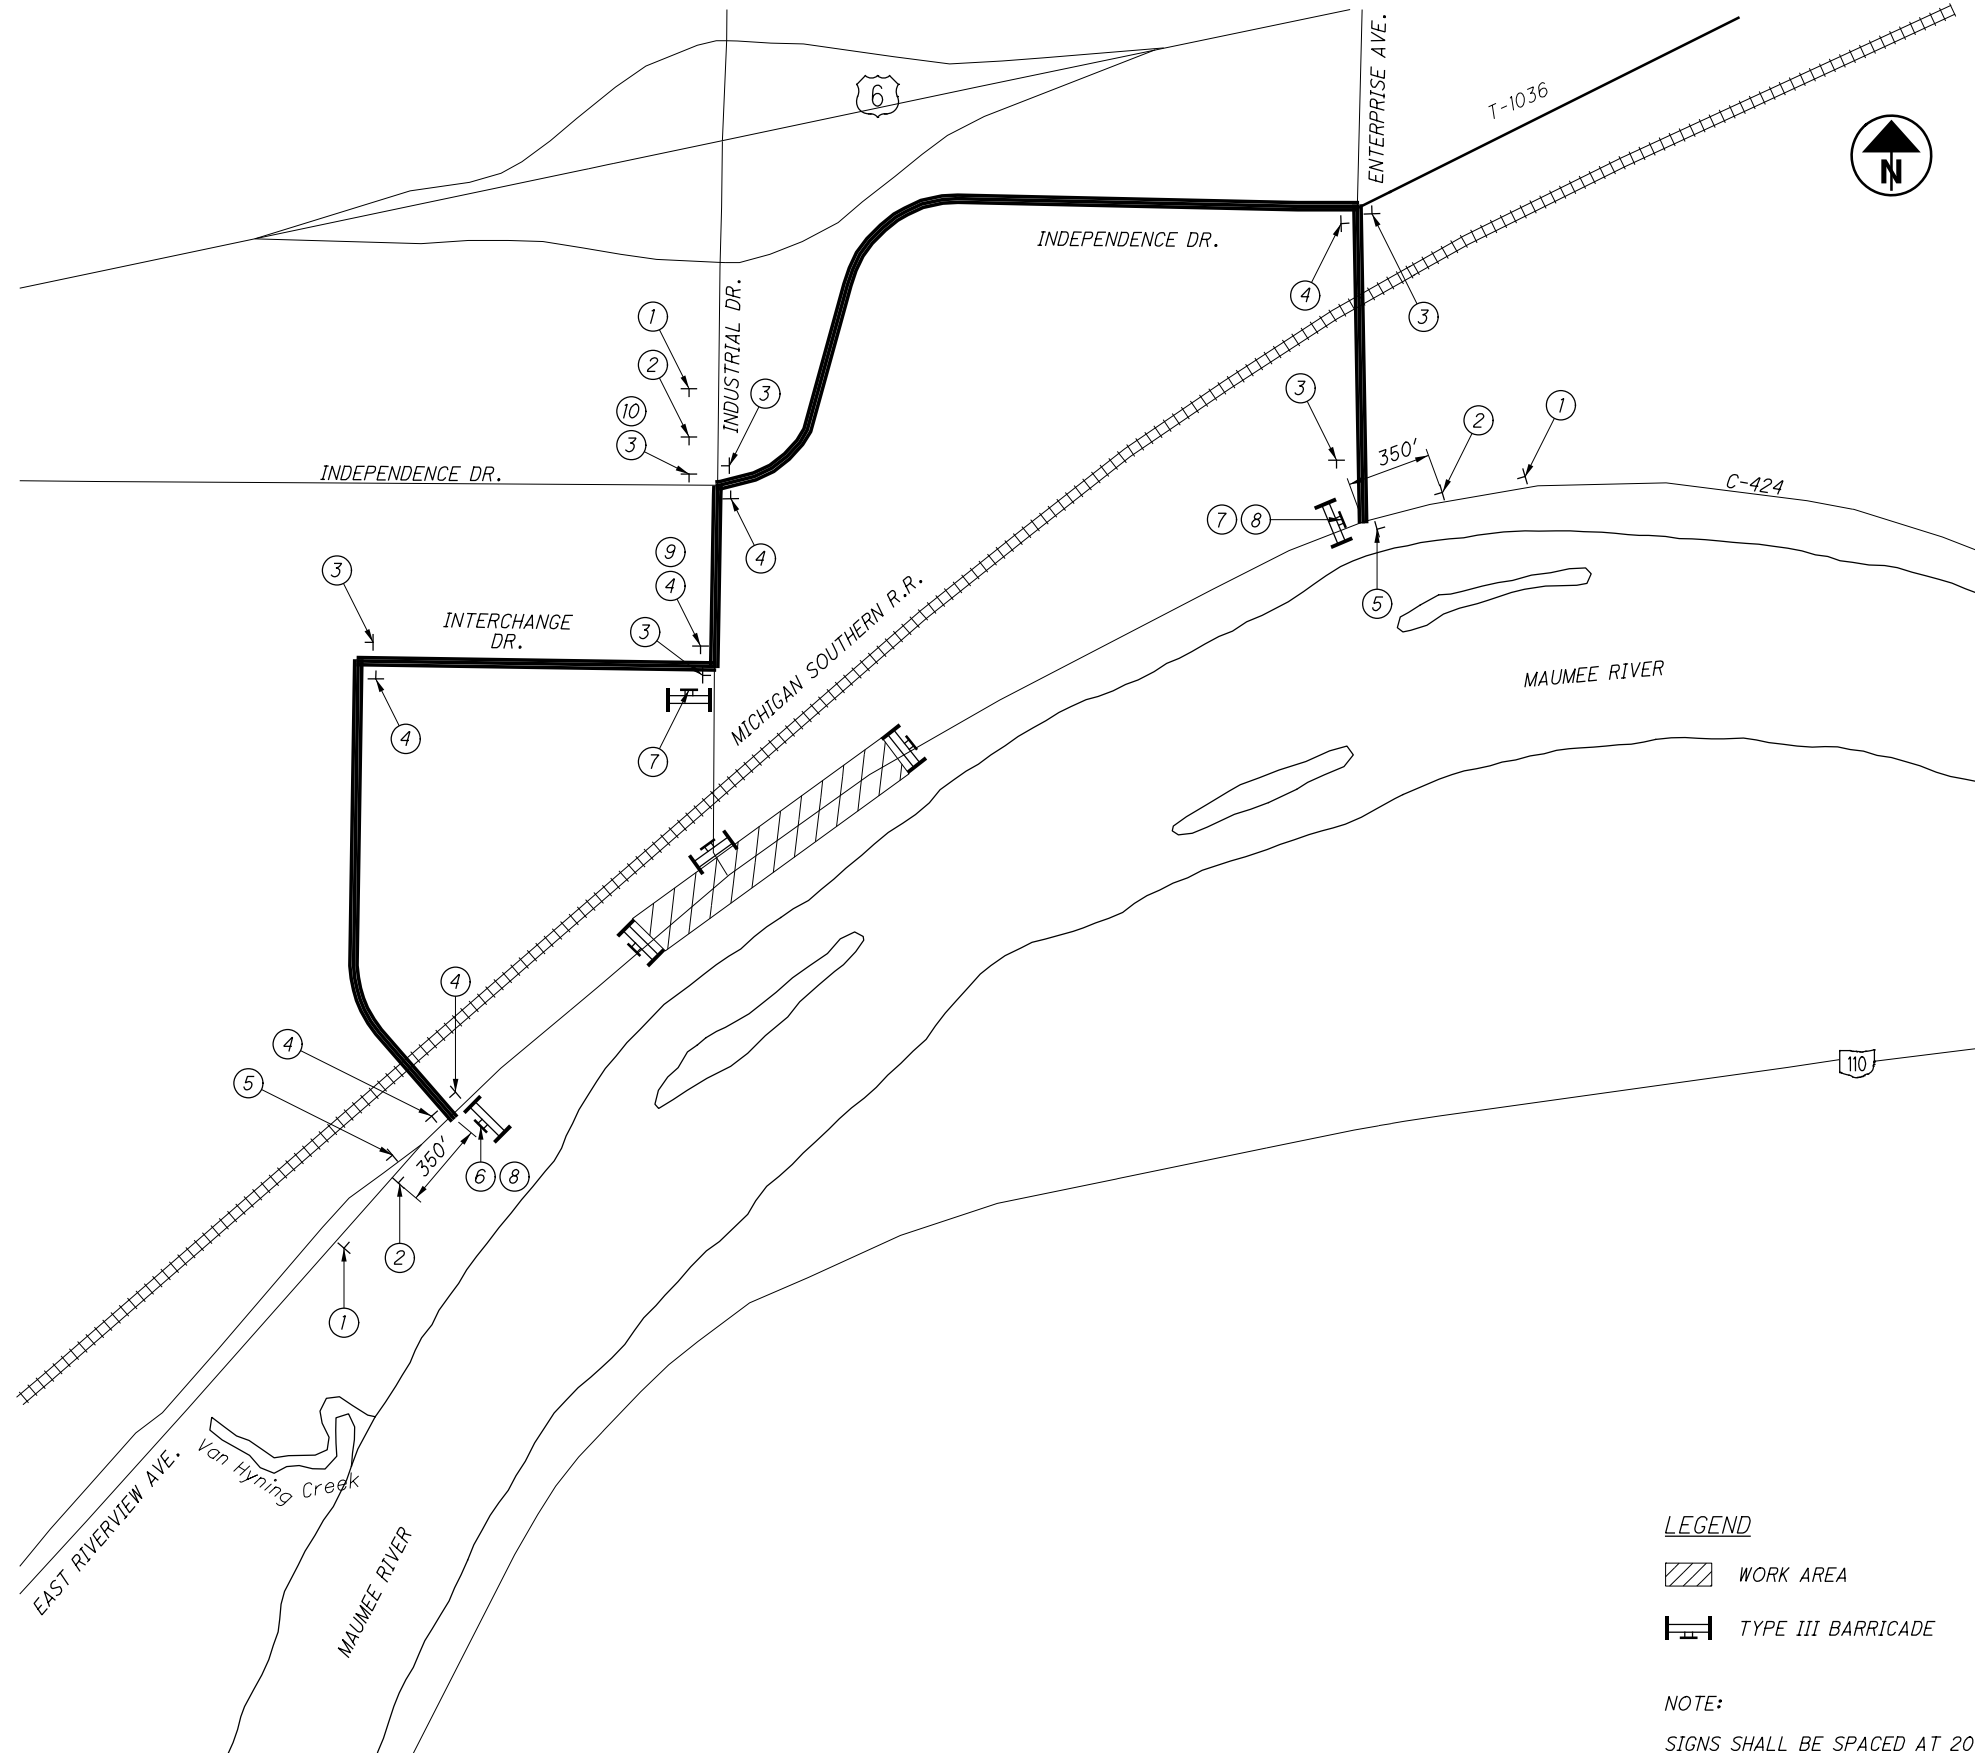 6
ENTERPRISE AVE.
T-1036
N
INDEPENDENCE DR.
4
3
INDUSTRIAL DR.
1
2
10
3
3
INDEPENDENCE DR.
4
3
350'
2
1
C-424
7 8
5
9
4
3
3
INTERCHANGE
DR.
4
7
MICHIGAN SOUTHERN R.R.
MAUMEE RIVER
4
4
5
350'
6 8
2
1
110
EAST RIVERVIEW AVE.
Van Hyning Creek
MAUMEE RIVER
LEGEND
WORK AREA
TYPE III BARRICADE
NOTE:
SIGNS SHALL BE SPACED AT 20